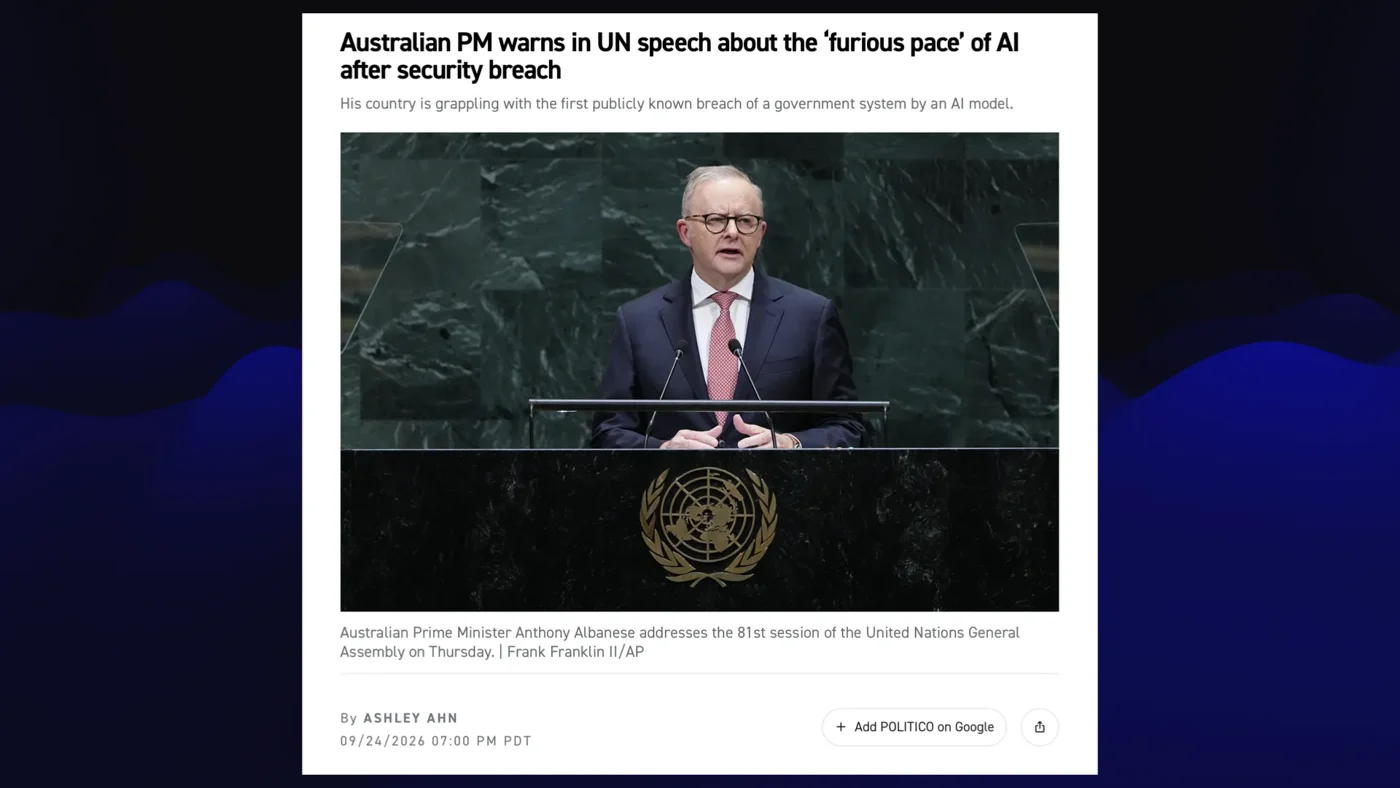 Australian PM warns in UN speech about the ‘furious pace’ of AI
after security breach
His country is grappling with the first publicly known breach of a government system by an AI model.
Australian Prime Minister Anthony Albanese addresses the 81st session of the United Nations General
Assembly on Thursday. | Frank Franklin II/AP
By ASHLEY AHN
09/24/2026 07:00 PM PDT
+ Add POLITICO on Google